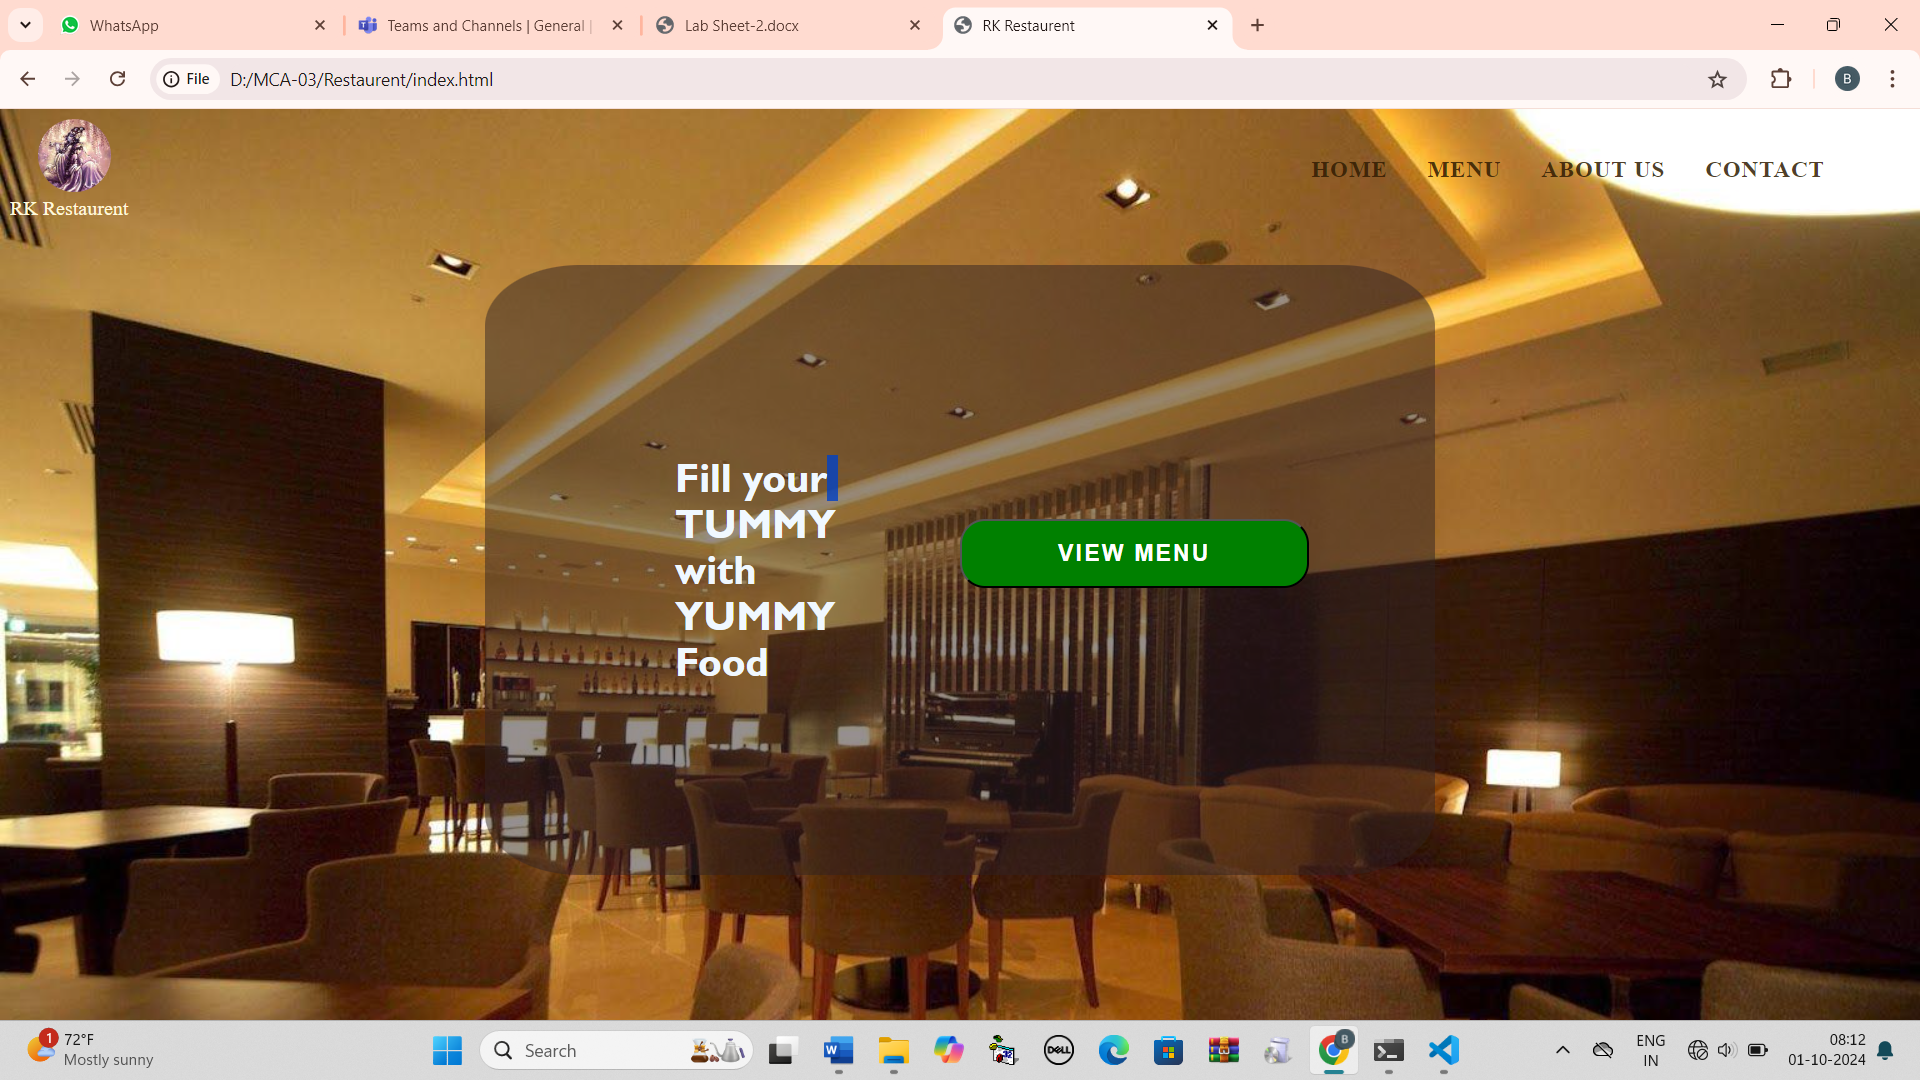 WhatsApp
Teams and Channels | General |
Lab Sheet-2.docx
RK Restaurent
File
D:/MCA-03/Restaurent/index.html
B
HOME
MENU
ABOUT US
CONTACT
RK Restaurent
Fill your
TUMMY
with
YUMMY
Food
VIEW MENU
1
72°F
Mostly sunny
Search
W
DELL
B
ENG
IN
08:12
01-10-2024